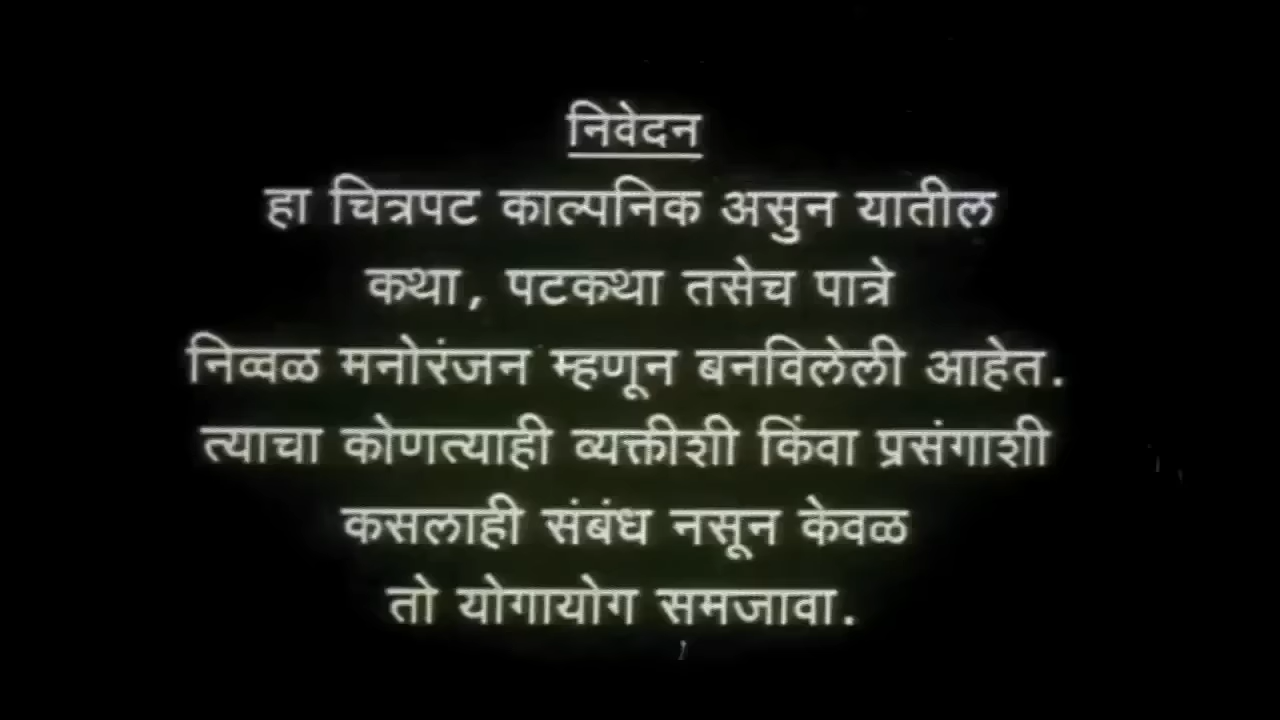 निवेदन
हा चित्रपट काल्पनिक असुन यातील
कथा, पटकथा तसेच पात्रे
निव्वळ मनोरंजन म्हणून बनविलेली आहेत.
त्याचा कोणत्याही व्यक्तीशी किंवा प्रसंगाशी
कसलाही संबंध नसून केवळ
तो योगायोग समजावा.